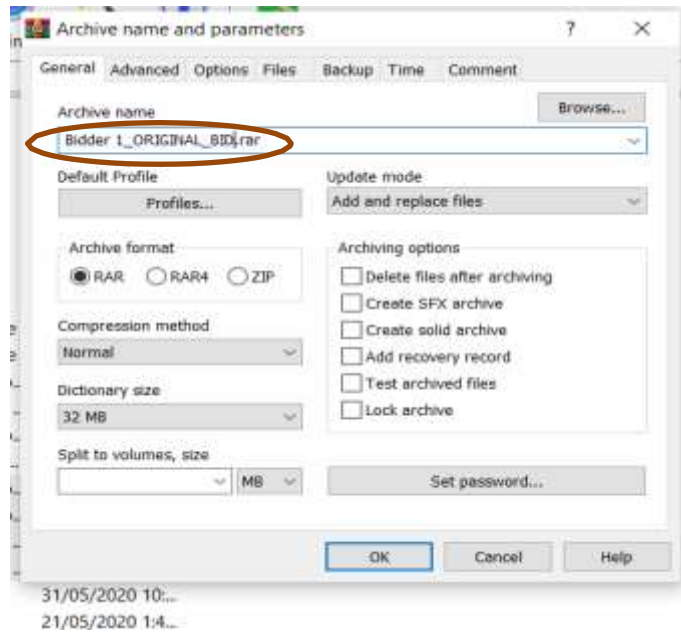 Archive name and parameters ? ×
General Advanced Options Files Backup Time Comment
Archive name
Browse...
Bidder 1_ORIGINAL_BID.rar
Default Profile
Profiles...
Update mode
Add and replace files
Archive format
RAR RAR4 ZIP
Compression method
Normal
Dictionary size
32 MB
Split to volumes, size
MB
Archiving options
Delete files after archiving
Create SFX archive
Create solid archive
Add recovery record
Test archived files
Lock archive
Set password...
OK Cancel Help
31/05/2020 10:...
21/05/2020 1:4...